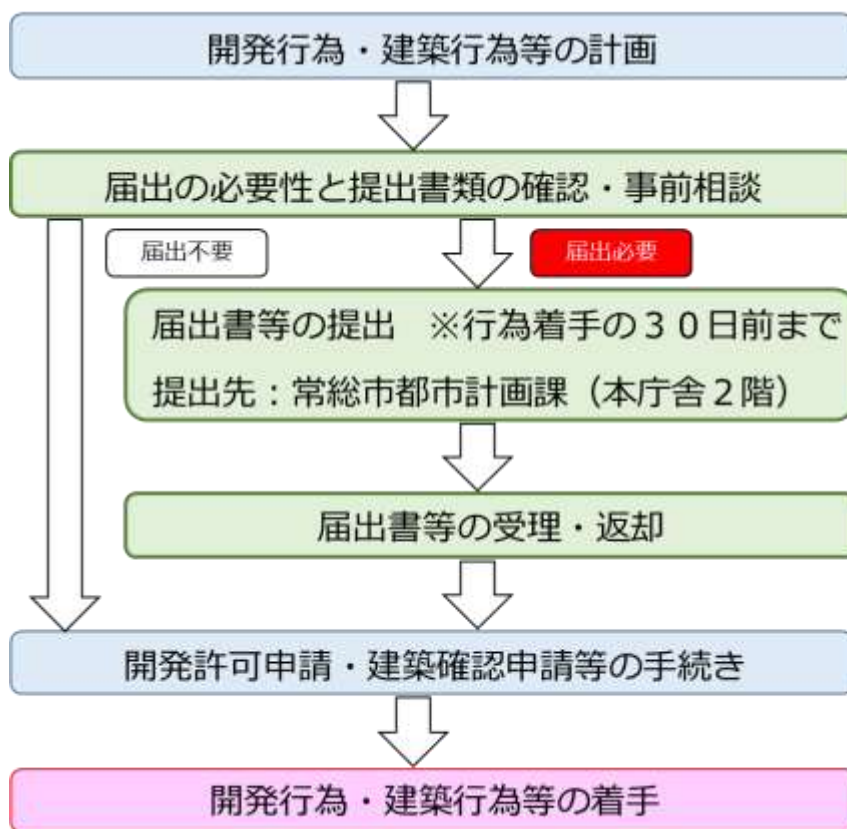 開発行為・建築行為等の計画
届出の必要性と提出書類の確認・事前相談
届出不要
届出必要
届出書等の提出　※行為着手の３０日前まで
提出先：常総市都市計画課（本庁舎２階）
届出書等の受理・返却
開発許可申請・建築確認申請等の手続き
開発行為・建築行為等の着手